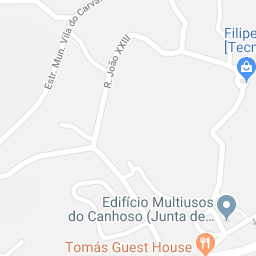 Filipe
[Tecn
Estr. Mun. Vila do Carva
R. João XXIII
Edifício Multiusos
do Canhoso (Junta de…
Tomás Guest House